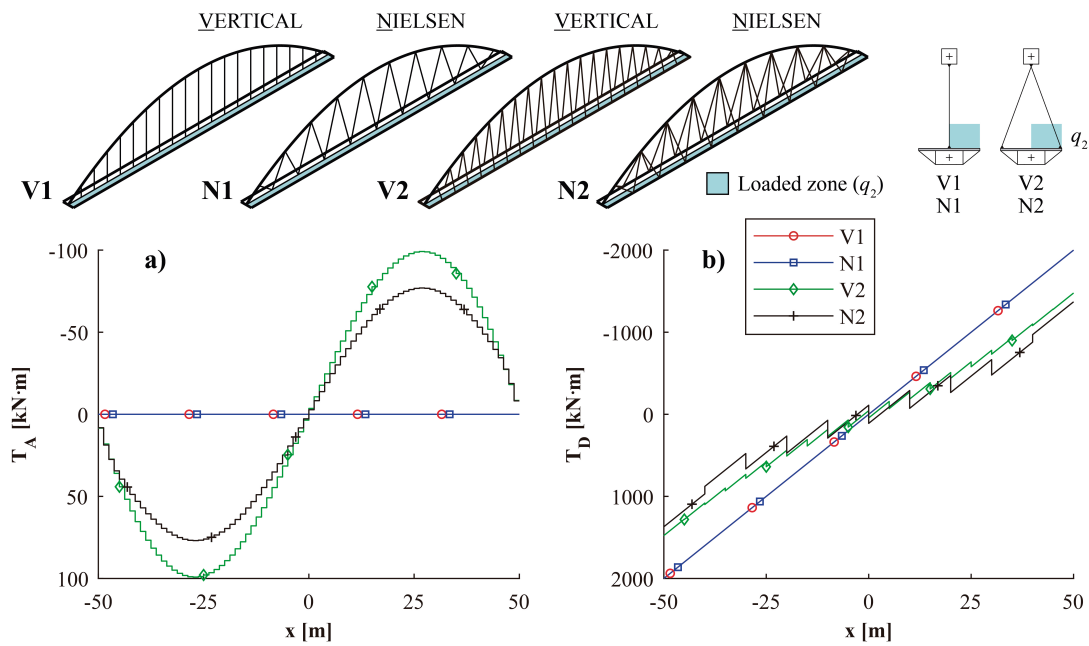 VERTICAL NIELSEN VERTICAL NIELSEN
V1 N1 V2 N2
Loaded zone (q2)
q2
V1 V2
N1 N2
a)
-100
-50
0
50
100
TA [kN·m]
-50 -25 0 25 50
x [m]
b)
V1
N1
V2
N2
-2000
-1000
0
1000
2000
TD [kN·m]
-50 -25 0 25 50
x [m]